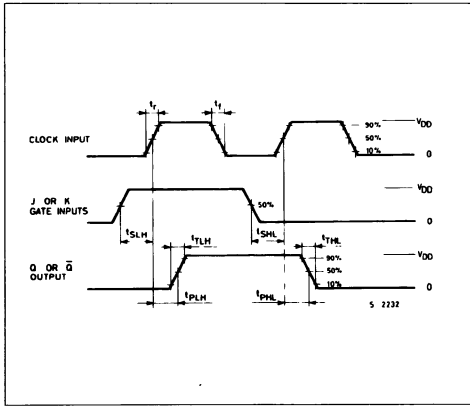 tr tf
CLOCK INPUT
90%
50%
10%
VDD
0
J OR K
GATE INPUTS
50%
VDD
0
tSLH tTLH tSHL tTHL
Q OR Q̅
OUTPUT
90%
50%
10%
VDD
0
tPLH tPHL
S 2232